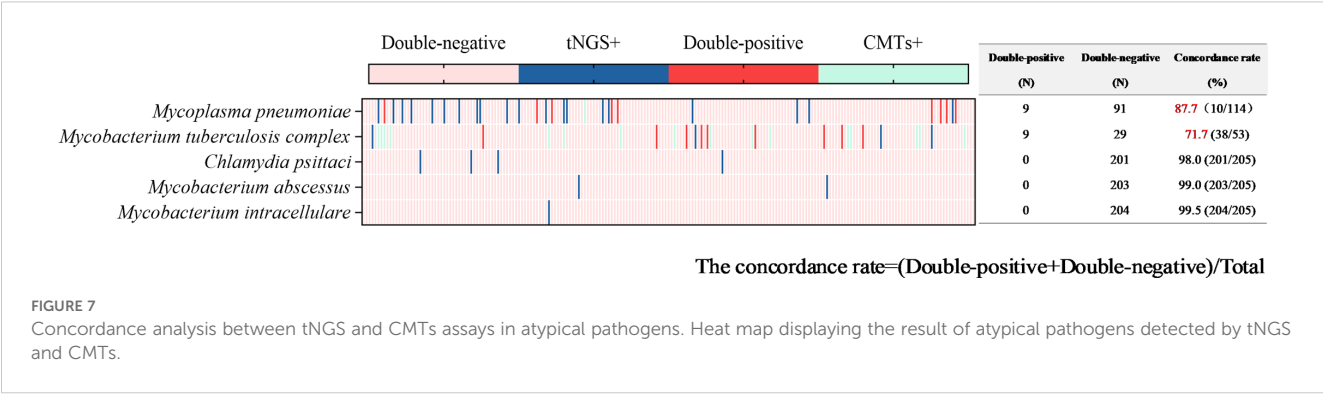 Double-negative tNGS+ Double-positive CMTs+
Double-positive Double-negative Concordance rate
(N) (N) (%)
Mycoplasma pneumoniae 9 91 87.7（10/114）
Mycobacterium tuberculosis complex 9 29 71.7 (38/53)
Chlamydia psittaci 0 201 98.0 (201/205)
Mycobacterium abscessus 0 203 99.0 (203/205)
Mycobacterium intracellulare 0 204 99.5 (204/205)
The concordance rate=(Double-positive+Double-negative)/Total
FIGURE 7
Concordance analysis between tNGS and CMTs assays in atypical pathogens. Heat map displaying the result of atypical pathogens detected by tNGS
and CMTs.